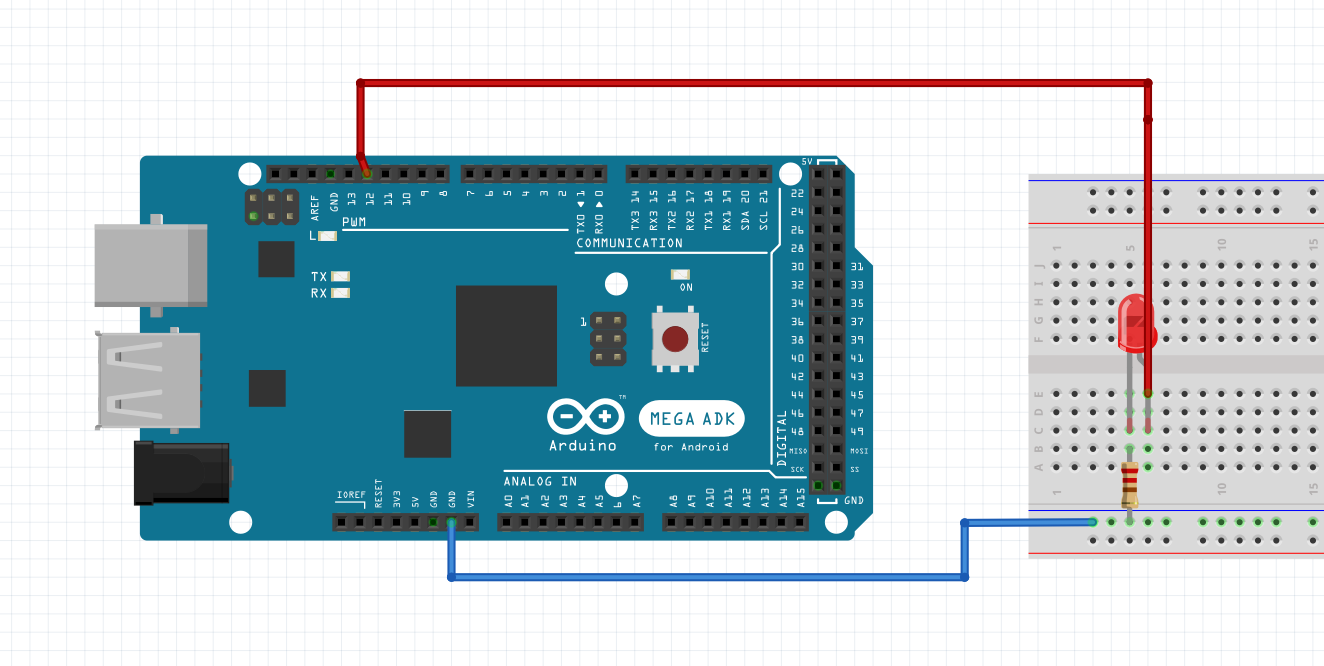 5V
AREF
GND
13
12
11
10
9
8
7
6
5
4
3
2
TX0 ◀ 1
RX0 ▶ 0
TX3 14
RX3 15
TX2 16
RX2 17
TX1 18
RX1 19
SDA 20
SCL 21
PWM
COMMUNICATION
L
TX
RX
ON
1
RESET
22
24
26
28
30 31
32 33
34 35
36 37
38 39
40 41
42 43
44 45
46 47
48 49
MISO MOSI
SCK SS
DIGITAL
GND
TM
MEGA ADK
Arduino
for Android
ANALOG IN
IOREF
RESET
3V3
5V
GND
GND
VIN
A0
A1
A2
A3
A4
A5
A7
A8
A9
A10
A11
A12
A13
A14
A15
1
5
10
15
J
I
H
G
F
E
D
C
B
A
1
10
15